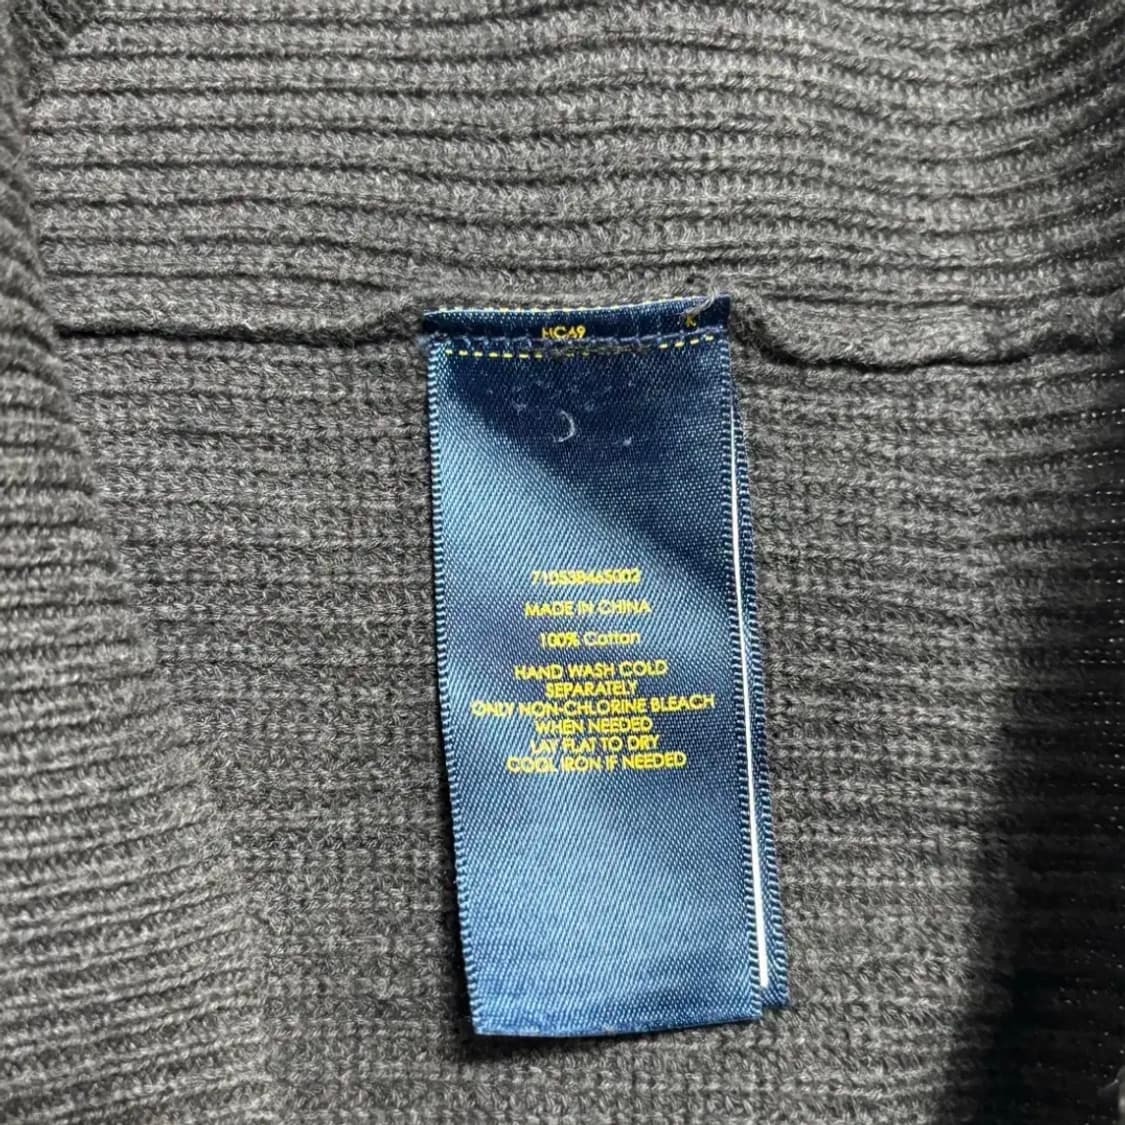 HC49
K
710538465002
MADE IN CHINA
100% Cotton
HAND WASH COLD
SEPARATELY
ONLY NON-CHLORINE BLEACH
WHEN NEEDED
LAY FLAT TO DRY
COOL IRON IF NEEDED